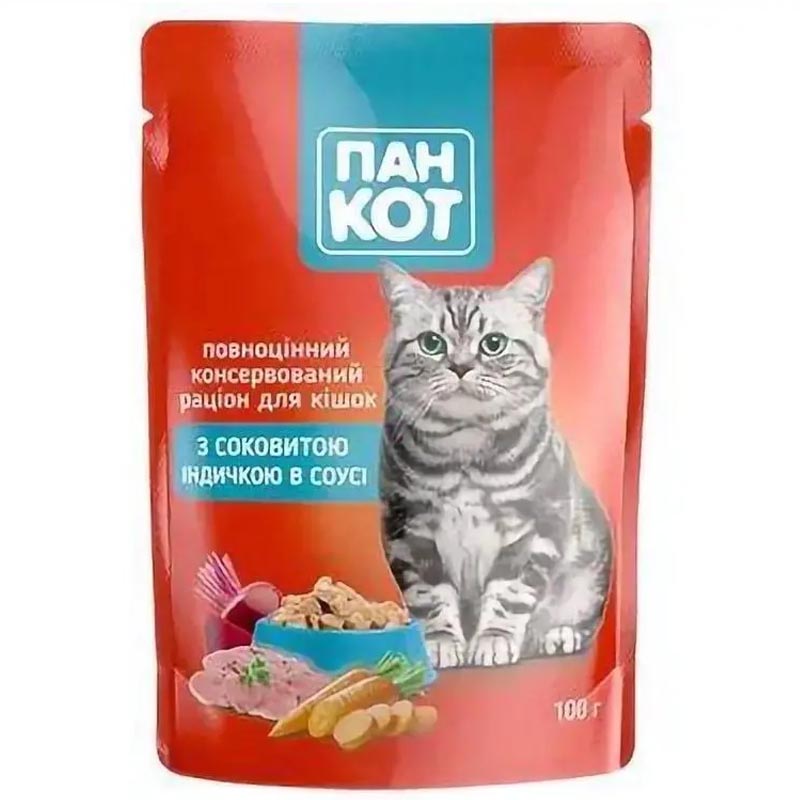 ПАН
КОТ
повноцінний
консервований
раціон для кішок
З СОКОВИТОЮ
ІНДИЧКОЮ В СОУСІ
100 г